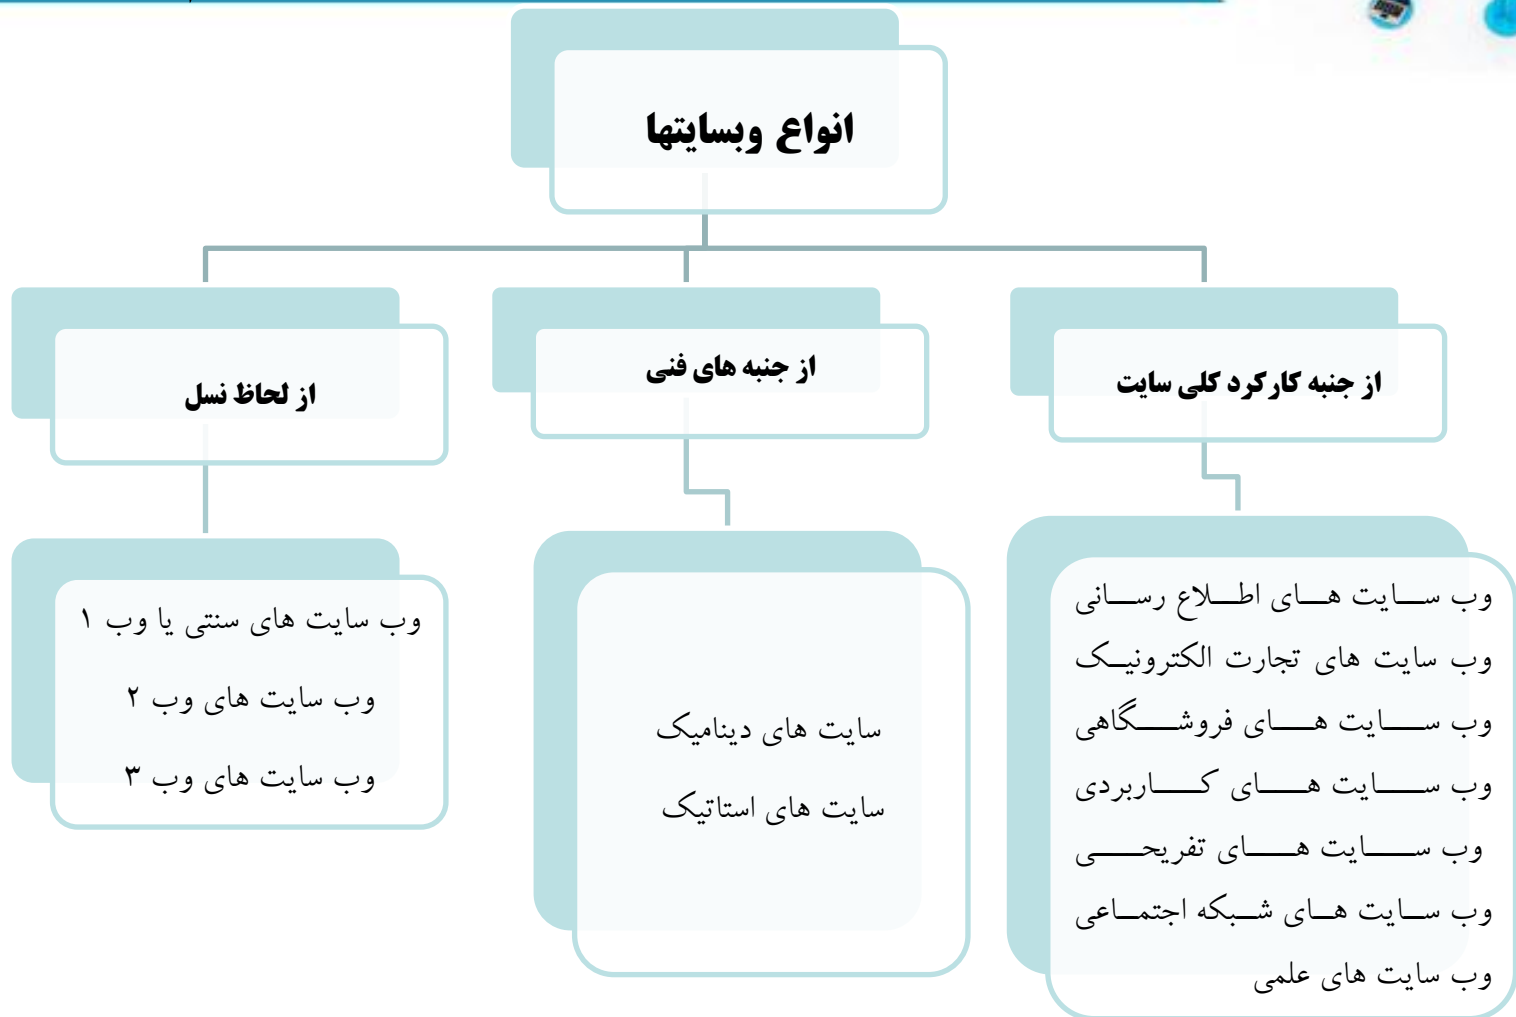 انواع وبسایتها
از جنبه کارکرد کلی سایت
از جنبه های فنی
از لحاظ نسل
وب سایت های اطلاع رسانی
وب سایت های تجارت الکترونیک
وب سایت های فروشگاهی
وب سایت های کاربردی
وب سایت های تفریحی
وب سایت های شبکه اجتماعی
وب سایت های علمی
سایت های دینامیک
سایت های استاتیک
وب سایت های سنتی یا وب ۱
وب سایت های وب ۲
وب سایت های وب ۳